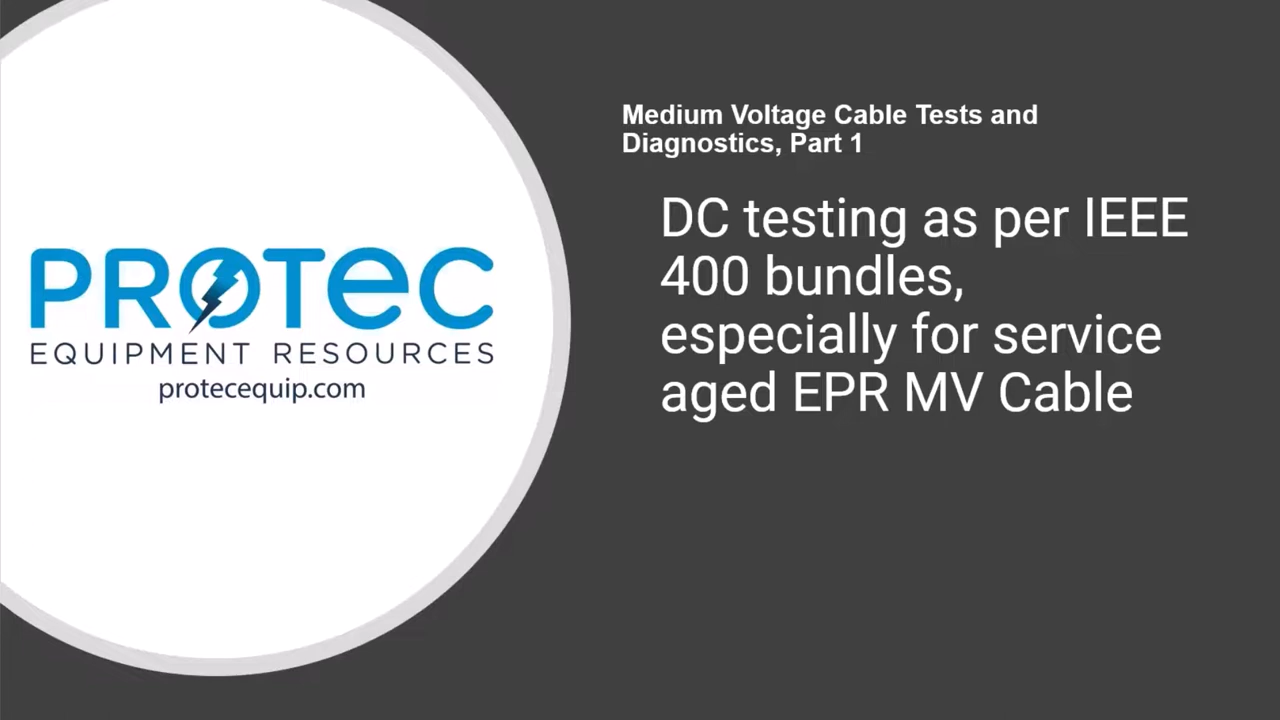 PROTEC
EQUIPMENT RESOURCES
protecequip.com
Medium Voltage Cable Tests and
Diagnostics, Part 1
DC testing as per IEEE
400 bundles,
especially for service
aged EPR MV Cable